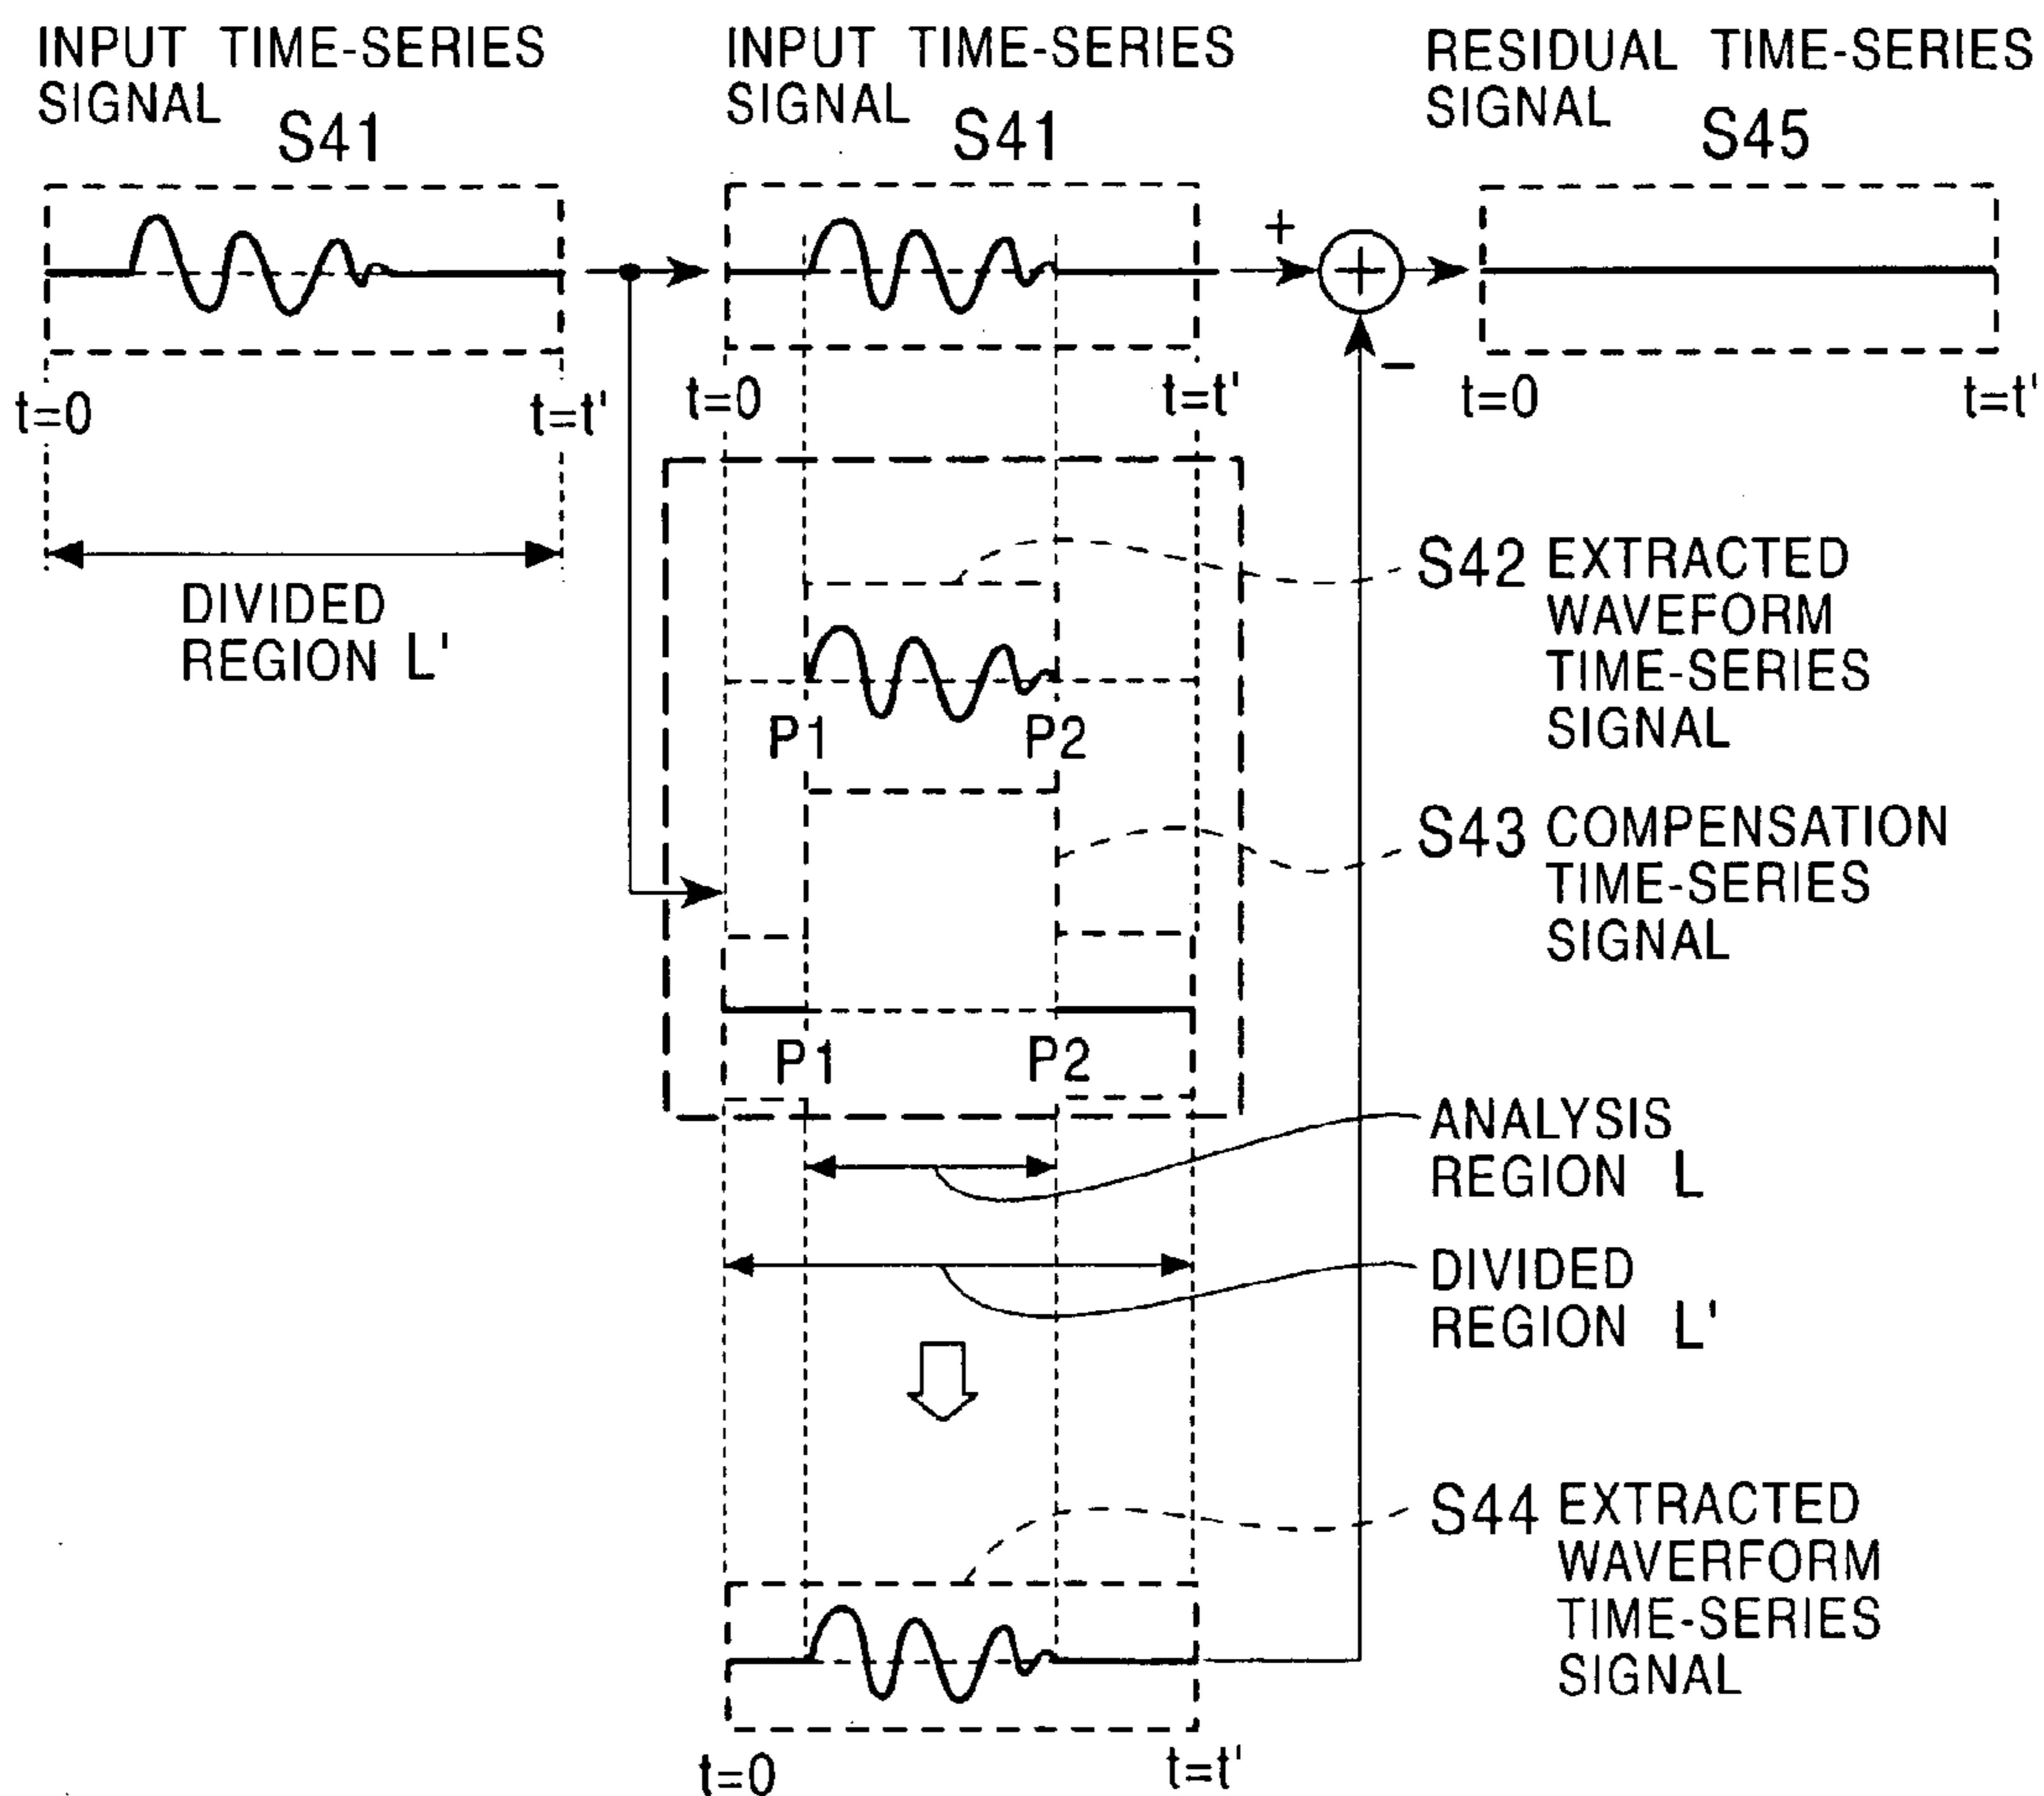 INPUT TIME-SERIES
SIGNAL
S41
INPUT TIME-SERIES
SIGNAL
S41
RESIDUAL TIME-SERIES
SIGNAL
S45
+
+
−
t=0
t=t'
t=0
t=t'
t=0
t=t'
DIVIDED
REGION L'
S42 EXTRACTED
WAVEFORM
TIME-SERIES
SIGNAL
P1
P2
S43 COMPENSATION
TIME-SERIES
SIGNAL
P1
P2
ANALYSIS
REGION L
DIVIDED
REGION L'
S44 EXTRACTED
WAVERFORM
TIME-SERIES
SIGNAL
t=0
t=t'